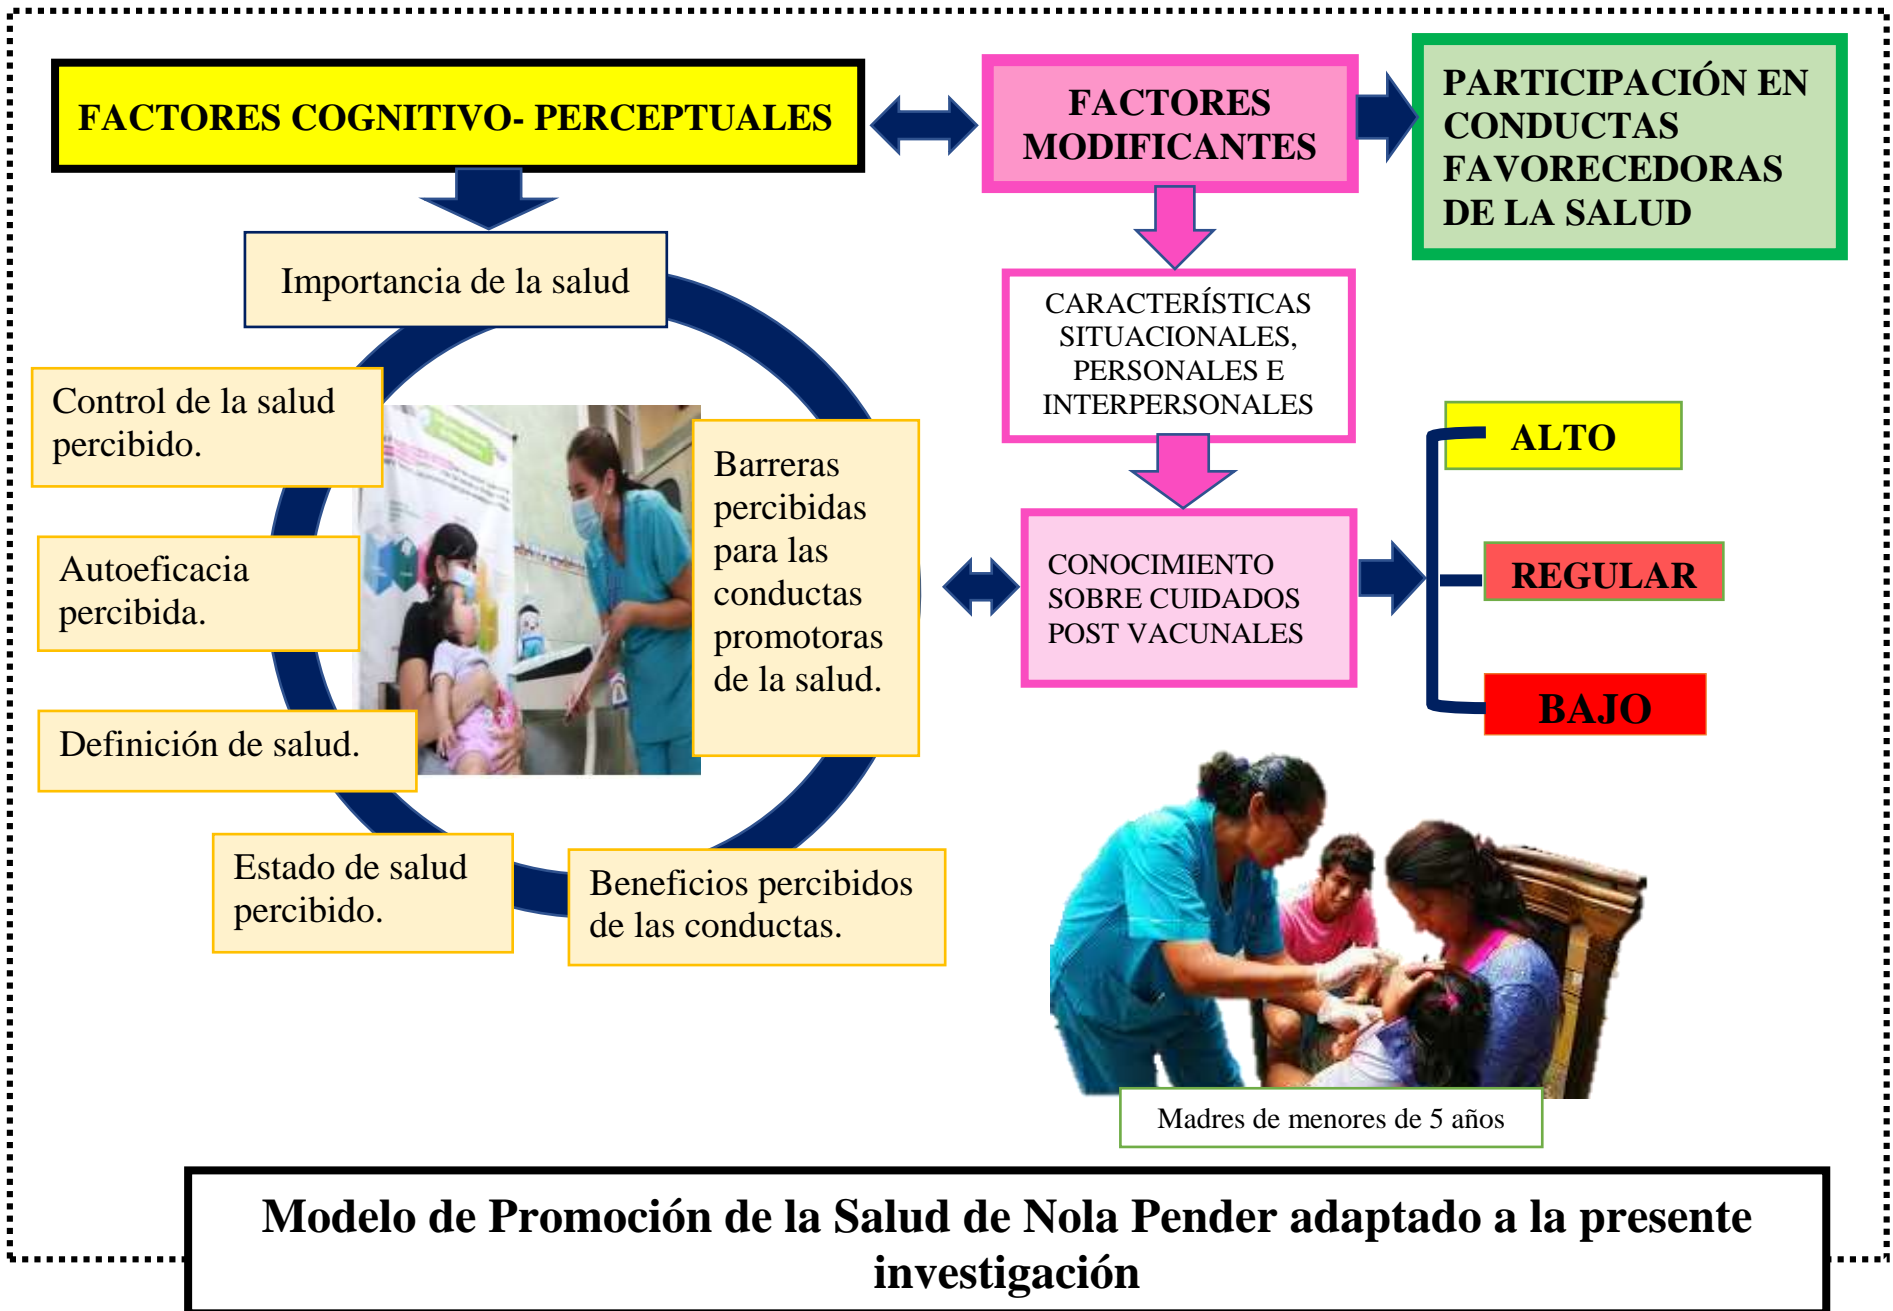 FACTORES COGNITIVO- PERCEPTUALES
FACTORES
MODIFICANTES
PARTICIPACIÓN EN
CONDUCTAS
FAVORECEDORAS
DE LA SALUD
Importancia de la salud
Control de la salud
percibido.
Autoeficacia
percibida.
Definición de salud.
Estado de salud
percibido.
Beneficios percibidos
de las conductas.
Barreras
percibidas
para las
conductas
promotoras
de la salud.
CARACTERÍSTICAS
SITUACIONALES,
PERSONALES E
INTERPERSONALES
CONOCIMIENTO
SOBRE CUIDADOS
POST VACUNALES
ALTO
REGULAR
BAJO
Madres de menores de 5 años
Modelo de Promoción de la Salud de Nola Pender adaptado a la presente
investigación